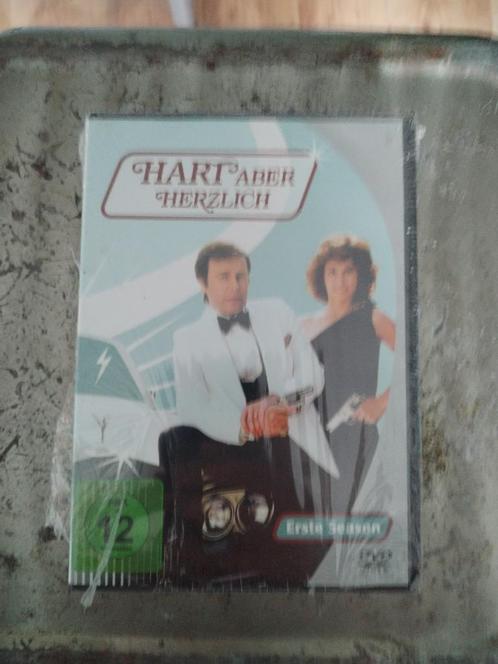 HART ABER
HERZLICH
12
Erste Season
DVD